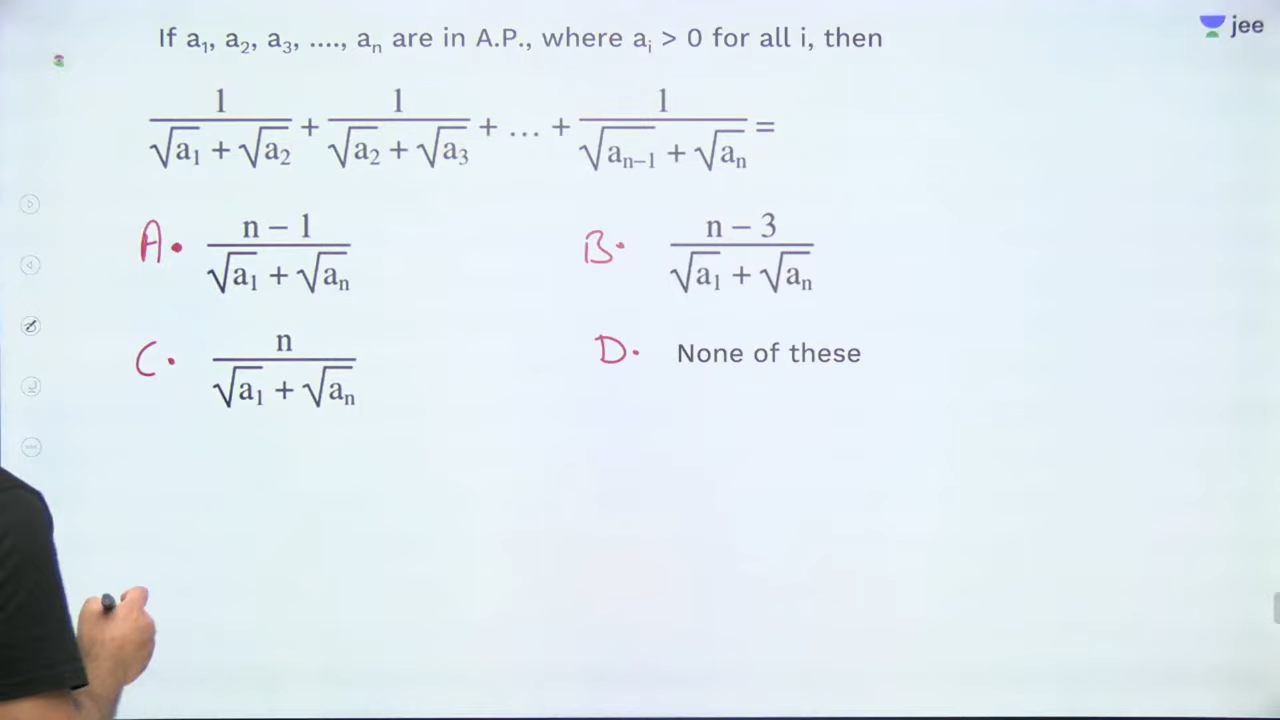 If a₁, a₂, a₃, ...., aₙ are in A.P., where aᵢ > 0 for all i, then
jee
1/(√a₁ + √a₂) + 1/(√a₂ + √a₃) + ... + 1/(√aₙ₋₁ + √aₙ) =
A. (n – 1)/(√a₁ + √aₙ)
B. (n – 3)/(√a₁ + √aₙ)
C. n/(√a₁ + √aₙ)
D. None of these